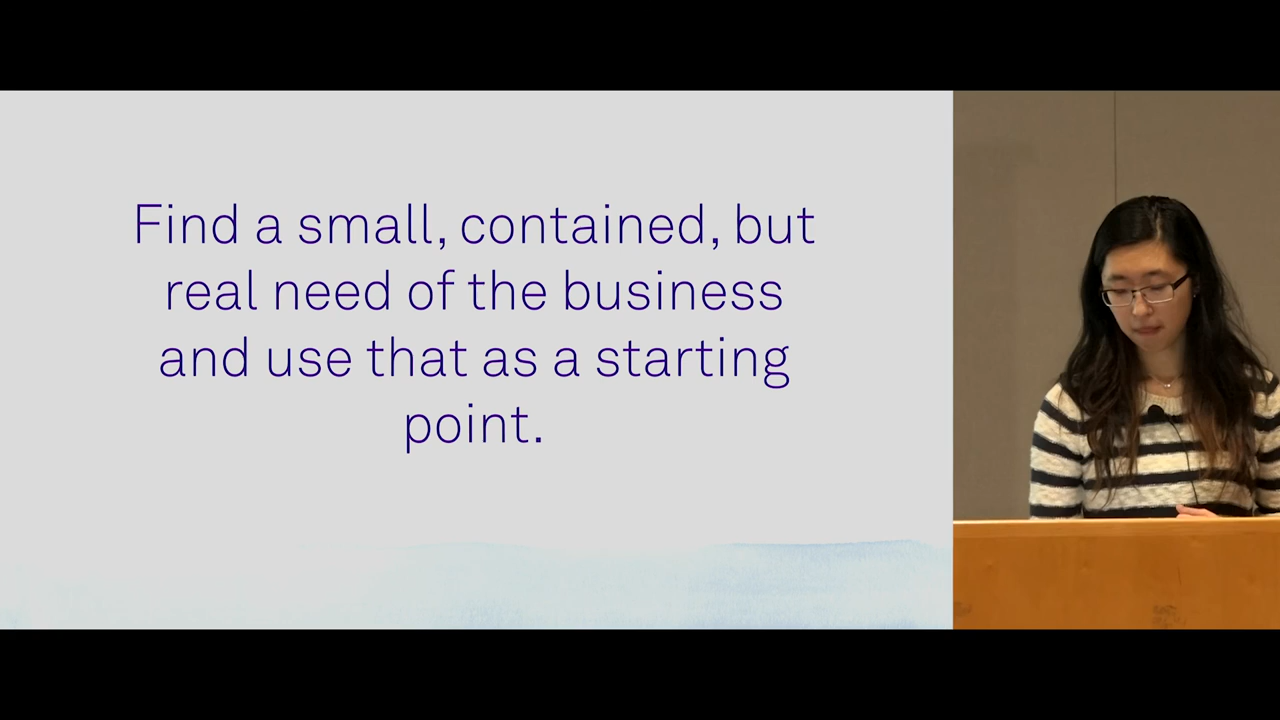 Find a small, contained, but
real need of the business
and use that as a starting
point.